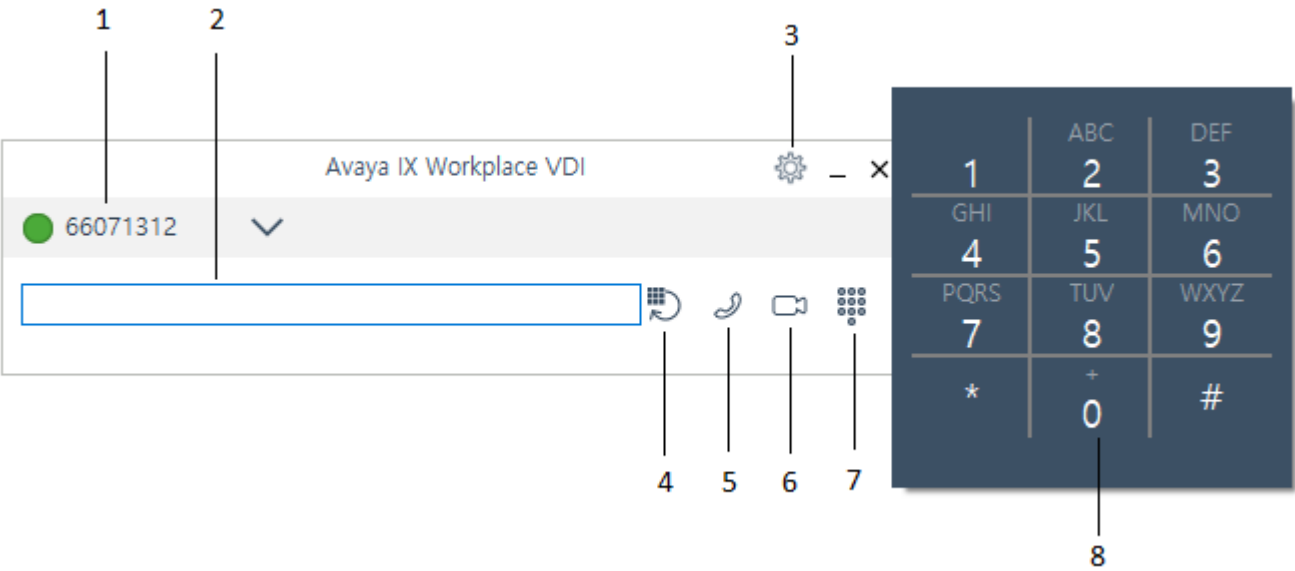 1 2 3
Avaya IX Workplace VDI
66071312
4 5 6 7
ABC DEF
1 2 3
GHI JKL MNO
4 5 6
PQRS TUV WXYZ
7 8 9
+
* 0 #
8